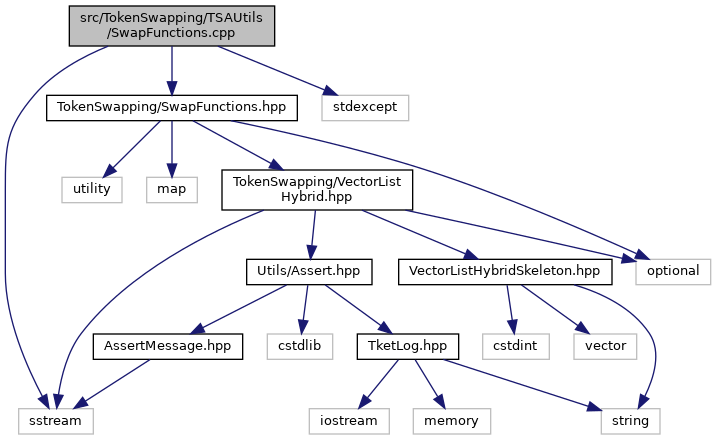 src/TokenSwapping/TSAUtils
/SwapFunctions.cpp
TokenSwapping/SwapFunctions.hpp
stdexcept
utility
map
TokenSwapping/VectorList
Hybrid.hpp
Utils/Assert.hpp
VectorListHybridSkeleton.hpp
optional
AssertMessage.hpp
cstdlib
TketLog.hpp
cstdint
vector
sstream
iostream
memory
string